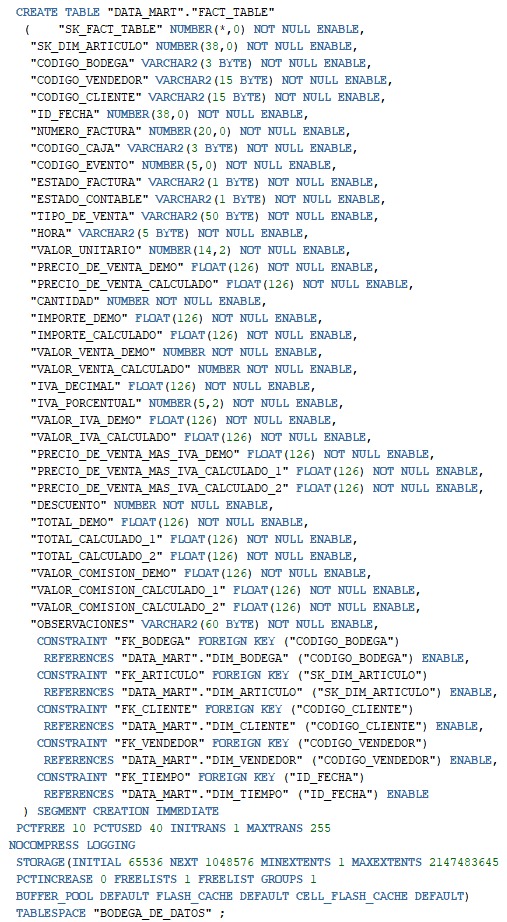 CREATE TABLE "DATA_MART"."FACT_TABLE"
( "SK_FACT_TABLE" NUMBER(*,0) NOT NULL ENABLE,
"SK_DIM_ARTICULO" NUMBER(38,0) NOT NULL ENABLE,
"CODIGO_BODEGA" VARCHAR2(3 BYTE) NOT NULL ENABLE,
"CODIGO_VENDEDOR" VARCHAR2(15 BYTE) NOT NULL ENABLE,
"CODIGO_CLIENTE" VARCHAR2(15 BYTE) NOT NULL ENABLE,
"ID_FECHA" NUMBER(38,0) NOT NULL ENABLE,
"NUMERO_FACTURA" NUMBER(20,0) NOT NULL ENABLE,
"CODIGO_CAJA" VARCHAR2(3 BYTE) NOT NULL ENABLE,
"CODIGO_EVENTO" NUMBER(5,0) NOT NULL ENABLE,
"ESTADO_FACTURA" VARCHAR2(1 BYTE) NOT NULL ENABLE,
"ESTADO_CONTABLE" VARCHAR2(1 BYTE) NOT NULL ENABLE,
"TIPO_DE_VENTA" VARCHAR2(50 BYTE) NOT NULL ENABLE,
"HORA" VARCHAR2(5 BYTE) NOT NULL ENABLE,
"VALOR_UNITARIO" NUMBER(14,2) NOT NULL ENABLE,
"PRECIO_DE_VENTA_DEMO" FLOAT(126) NOT NULL ENABLE,
"PRECIO_DE_VENTA_CALCULADO" FLOAT(126) NOT NULL ENABLE,
"CANTIDAD" NUMBER NOT NULL ENABLE,
"IMPORTE_DEMO" FLOAT(126) NOT NULL ENABLE,
"IMPORTE_CALCULADO" FLOAT(126) NOT NULL ENABLE,
"VALOR_VENTA_DEMO" NUMBER NOT NULL ENABLE,
"VALOR_VENTA_CALCULADO" NUMBER NOT NULL ENABLE,
"IVA_DECIMAL" FLOAT(126) NOT NULL ENABLE,
"IVA_PORCENTUAL" NUMBER(5,2) NOT NULL ENABLE,
"VALOR_IVA_DEMO" FLOAT(126) NOT NULL ENABLE,
"VALOR_IVA_CALCULADO" FLOAT(126) NOT NULL ENABLE,
"PRECIO_DE_VENTA_MAS_IVA_DEMO" FLOAT(126) NOT NULL ENABLE,
"PRECIO_DE_VENTA_MAS_IVA_CALCULADO_1" FLOAT(126) NOT NULL ENABLE,
"PRECIO_DE_VENTA_MAS_IVA_CALCULADO_2" FLOAT(126) NOT NULL ENABLE,
"DESCUENTO" NUMBER NOT NULL ENABLE,
"TOTAL_DEMO" FLOAT(126) NOT NULL ENABLE,
"TOTAL_CALCULADO_1" FLOAT(126) NOT NULL ENABLE,
"TOTAL_CALCULADO_2" FLOAT(126) NOT NULL ENABLE,
"VALOR_COMISION_DEMO" FLOAT(126) NOT NULL ENABLE,
"VALOR_COMISION_CALCULADO_1" FLOAT(126) NOT NULL ENABLE,
"VALOR_COMISION_CALCULADO_2" FLOAT(126) NOT NULL ENABLE,
"OBSERVACIONES" VARCHAR2(60 BYTE) NOT NULL ENABLE,
CONSTRAINT "FK_BODEGA" FOREIGN KEY ("CODIGO_BODEGA")
REFERENCES "DATA_MART"."DIM_BODEGA" ("CODIGO_BODEGA") ENABLE,
CONSTRAINT "FK_ARTICULO" FOREIGN KEY ("SK_DIM_ARTICULO")
REFERENCES "DATA_MART"."DIM_ARTICULO" ("SK_DIM_ARTICULO") ENABLE,
CONSTRAINT "FK_CLIENTE" FOREIGN KEY ("CODIGO_CLIENTE")
REFERENCES "DATA_MART"."DIM_CLIENTE" ("CODIGO_CLIENTE") ENABLE,
CONSTRAINT "FK_VENDEDOR" FOREIGN KEY ("CODIGO_VENDEDOR")
REFERENCES "DATA_MART"."DIM_VENDEDOR" ("CODIGO_VENDEDOR") ENABLE,
CONSTRAINT "FK_TIEMPO" FOREIGN KEY ("ID_FECHA")
REFERENCES "DATA_MART"."DIM_TIEMPO" ("ID_FECHA") ENABLE
) SEGMENT CREATION IMMEDIATE
PCTFREE 10 PCTUSED 40 INITRANS 1 MAXTRANS 255
NOCOMPRESS LOGGING
STORAGE(INITIAL 65536 NEXT 1048576 MINEXTENTS 1 MAXEXTENTS 2147483645
PCTINCREASE 0 FREELISTS 1 FREELIST GROUPS 1
BUFFER_POOL DEFAULT FLASH_CACHE DEFAULT CELL_FLASH_CACHE DEFAULT)
TABLESPACE "BODEGA_DE_DATOS" ;